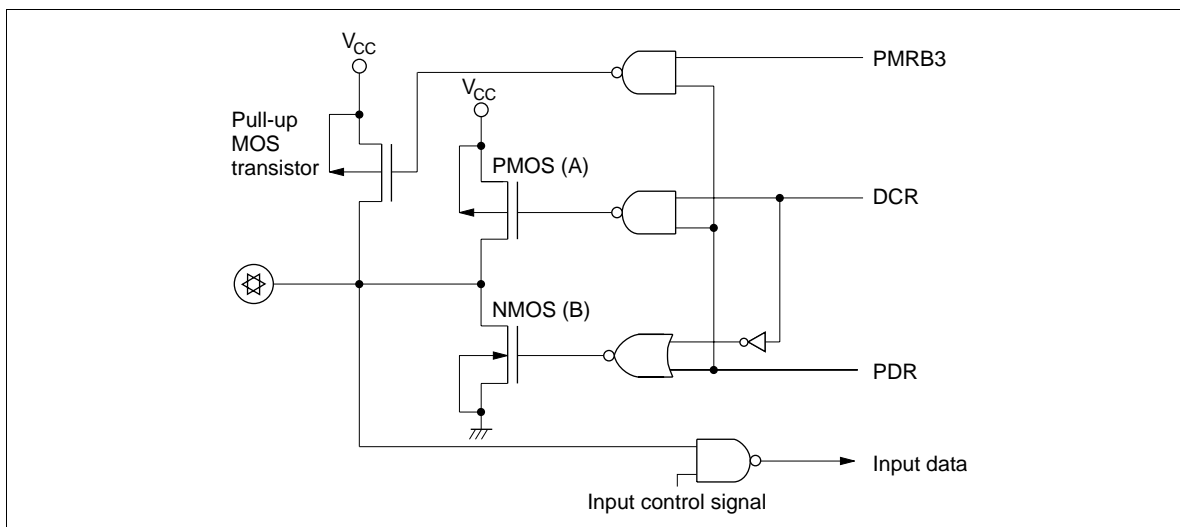 VCC
PMRB3
VCC
Pull-up
MOS
transistor
PMOS (A)
DCR
NMOS (B)
PDR
Input data
Input control signal